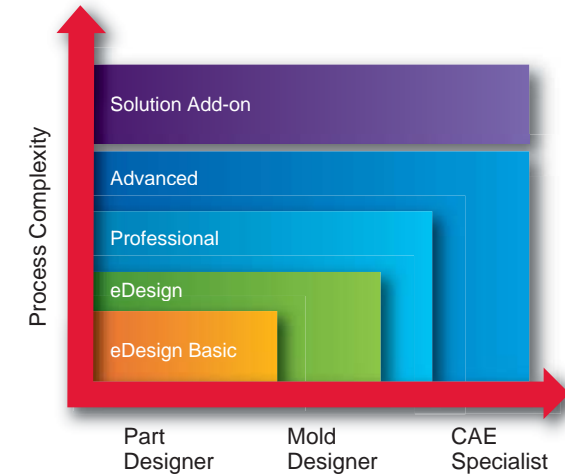 Process Complexity
Solution Add-on
Advanced
Professional
eDesign
eDesign Basic
Part
Designer
Mold
Designer
CAE
Specialist